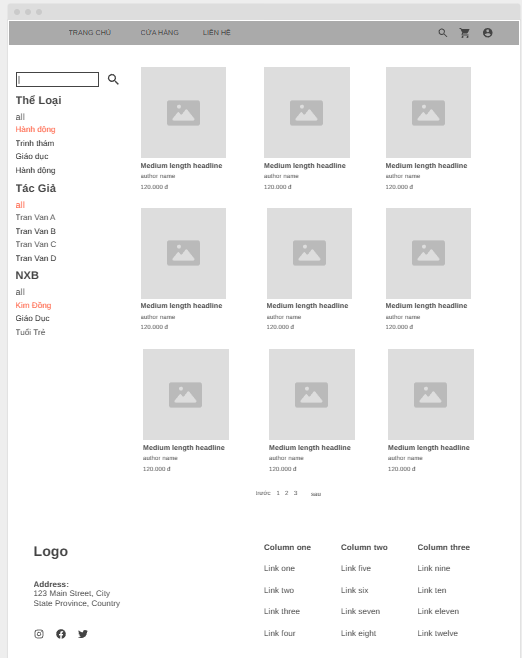 TRANG CHỦ CỬA HÀNG LIÊN HỆ
Thể Loại
all
Hành dộng
Trinh thám
Giáo dục
Hành dộng
Tác Giả
all
Tran Van A
Tran Van B
Tran Van C
Tran Van D
NXB
all
Kim Đồng
Giáo Dục
Tuổi Trẻ
Medium length headline Medium length headline Medium length headline
author name author name author name
120.000 đ 120.000 đ 120.000 đ
Medium length headline Medium length headline Medium length headline
author name author name author name
120.000 đ 120.000 đ 120.000 đ
Medium length headline Medium length headline Medium length headline
author name author name author name
120.000 đ 120.000 đ 120.000 đ
trước 1 2 3 sau
Logo
Address:
123 Main Street, City
State Province, Country
Column one Column two Column three
Link one Link five Link nine
Link two Link six Link ten
Link three Link seven Link eleven
Link four Link eight Link twelve